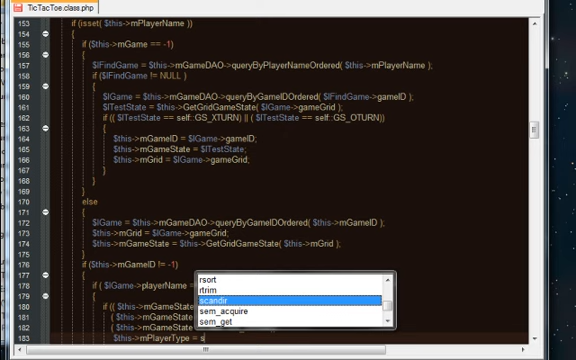 TicTacToe.class.php
153 if (isset( $this->mPlayerName ))
154 {
155 if ($this->mGame == -1)
156 {
157 $lFindGame = $this->mGameDAO->queryByPlayerNameOrdered( $this->mPlayerName );
158 if ($lFindGame != NULL )
159 {
160 $lGame = $this->mGameDAO->queryByGameIDOrdered( $lFindGame->gameID );
161 $lTestState = $this->GetGridGameState( $lGame->gameGrid );
162 if (( $lTestState == self::GS_XTURN) || ( $lTestState == self::GS_OTURN))
163 {
164 $this->mGameID = $lGame->gameID;
165 $this->mGameState = $lTestState;
166 $this->mGrid = $lGame->gameGrid;
167 }
168 }
169 }
170 else
171 {
172 $lGame = $this->mGameDAO->queryByGameIDOrdered( $this->mGameID );
173 $this->mGrid = $lGame->gameGrid;
174 $this->mGameState = $this->GetGridGameState( $this->mGrid );
175 }
176 if ($this->mGameID != -1)
177 {
178 if ( $lGame->playerName =
179 {
180 if (( $this->mGameState
181 ( $this->mGameState
182 ( $this->mGameState
183 $this->mPlayerType = s
rsort
rtrim
scandir
sem_acquire
sem_get